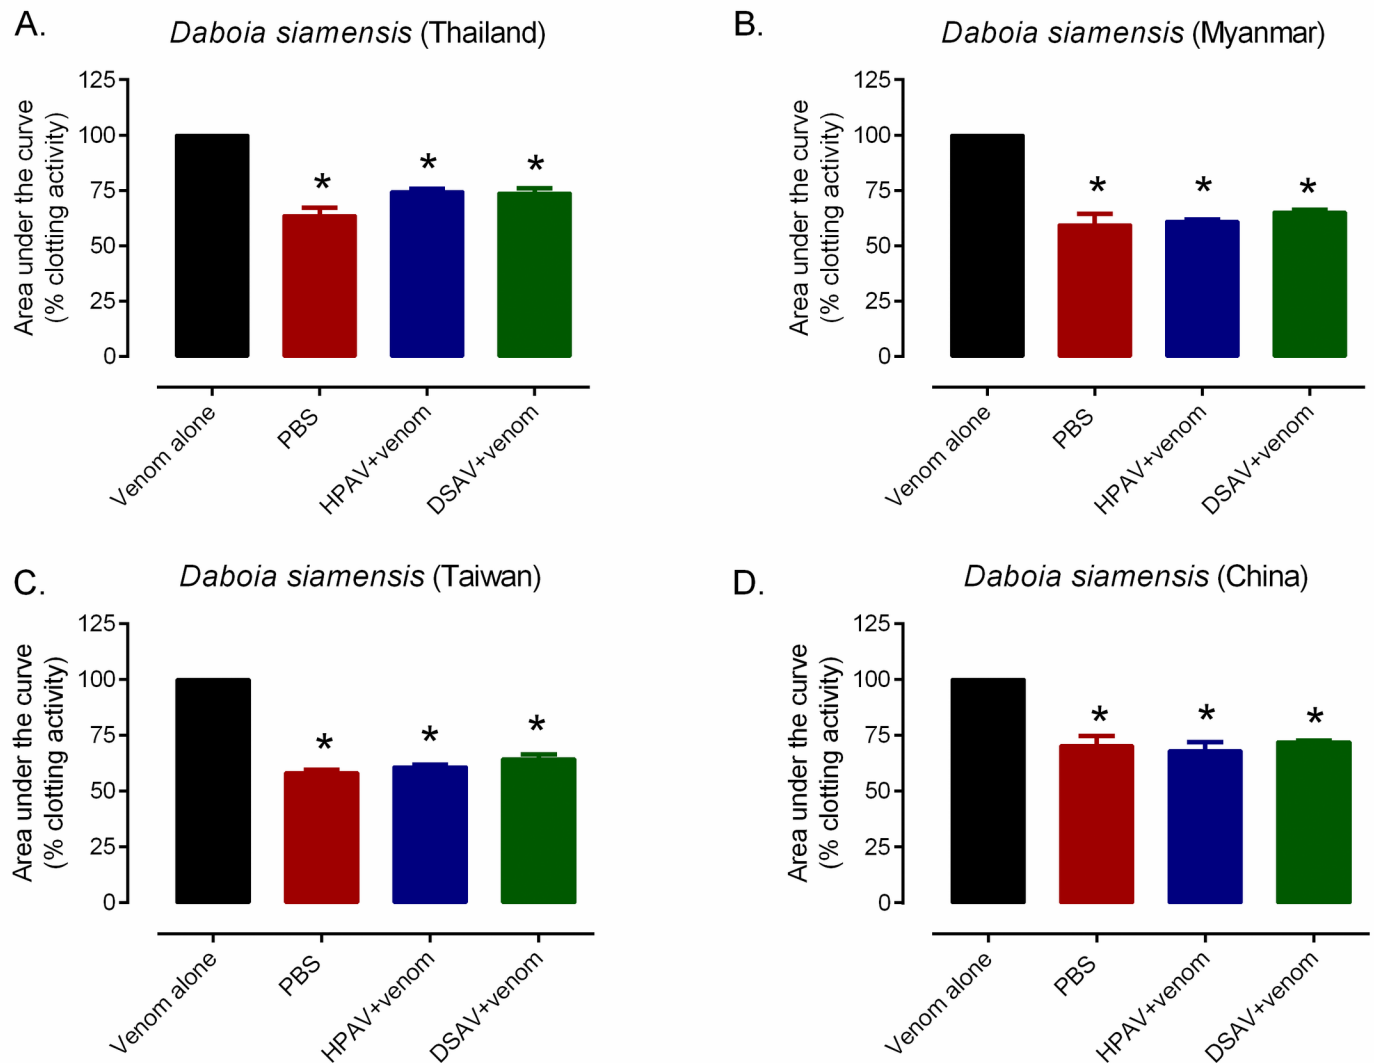 A.
Daboia siamensis (Thailand)
Area under the curve
(% clotting activity)
125
100
75
50
25
0
*
*
*
Venom alone
PBS
HPAV+venom
DSAV+venom
B.
Daboia siamensis (Myanmar)
Area under the curve
(% clotting activity)
125
100
75
50
25
0
*
*
*
Venom alone
PBS
HPAV+venom
DSAV+venom
C.
Daboia siamensis (Taiwan)
Area under the curve
(% clotting activity)
125
100
75
50
25
0
*
*
*
Venom alone
PBS
HPAV+venom
DSAV+venom
D.
Daboia siamensis (China)
Area under the curve
(% clotting activity)
125
100
75
50
25
0
*
*
*
Venom alone
PBS
HPAV+venom
DSAV+venom